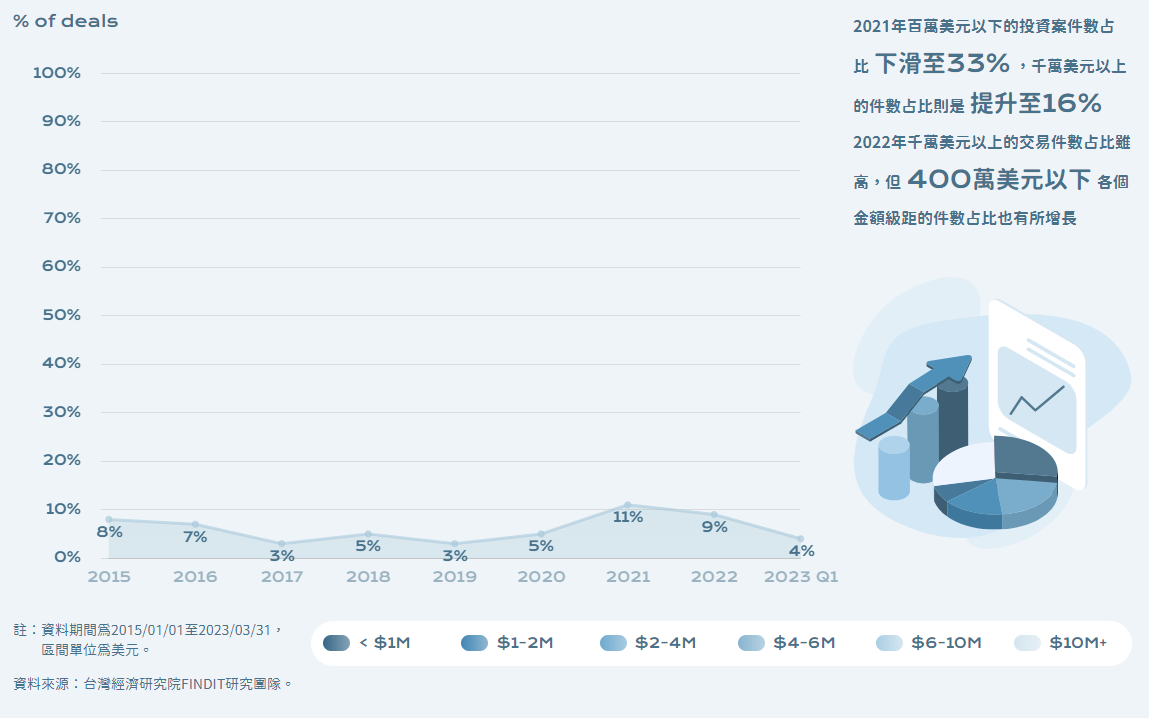 % of deals
100%
90%
80%
70%
60%
50%
40%
30%
20%
10%
0%
8%
7%
3%
5%
3%
5%
11%
9%
4%
2015
2016
2017
2018
2019
2020
2021
2022
2023 Q1
2021年百萬美元以下的投資案件數占
比 下滑至33% ，千萬美元以上
的件數占比則是 提升至16%
2022年千萬美元以上的交易件數占比雖
高，但 400萬美元以下 各個
金額級距的件數占比也有所增長
註：資料期間為2015/01/01至2023/03/31，
區間單位為美元。
資料來源：台灣經濟研究院FINDIT研究團隊。
< $1M
$1-2M
$2-4M
$4-6M
$6-10M
$10M+